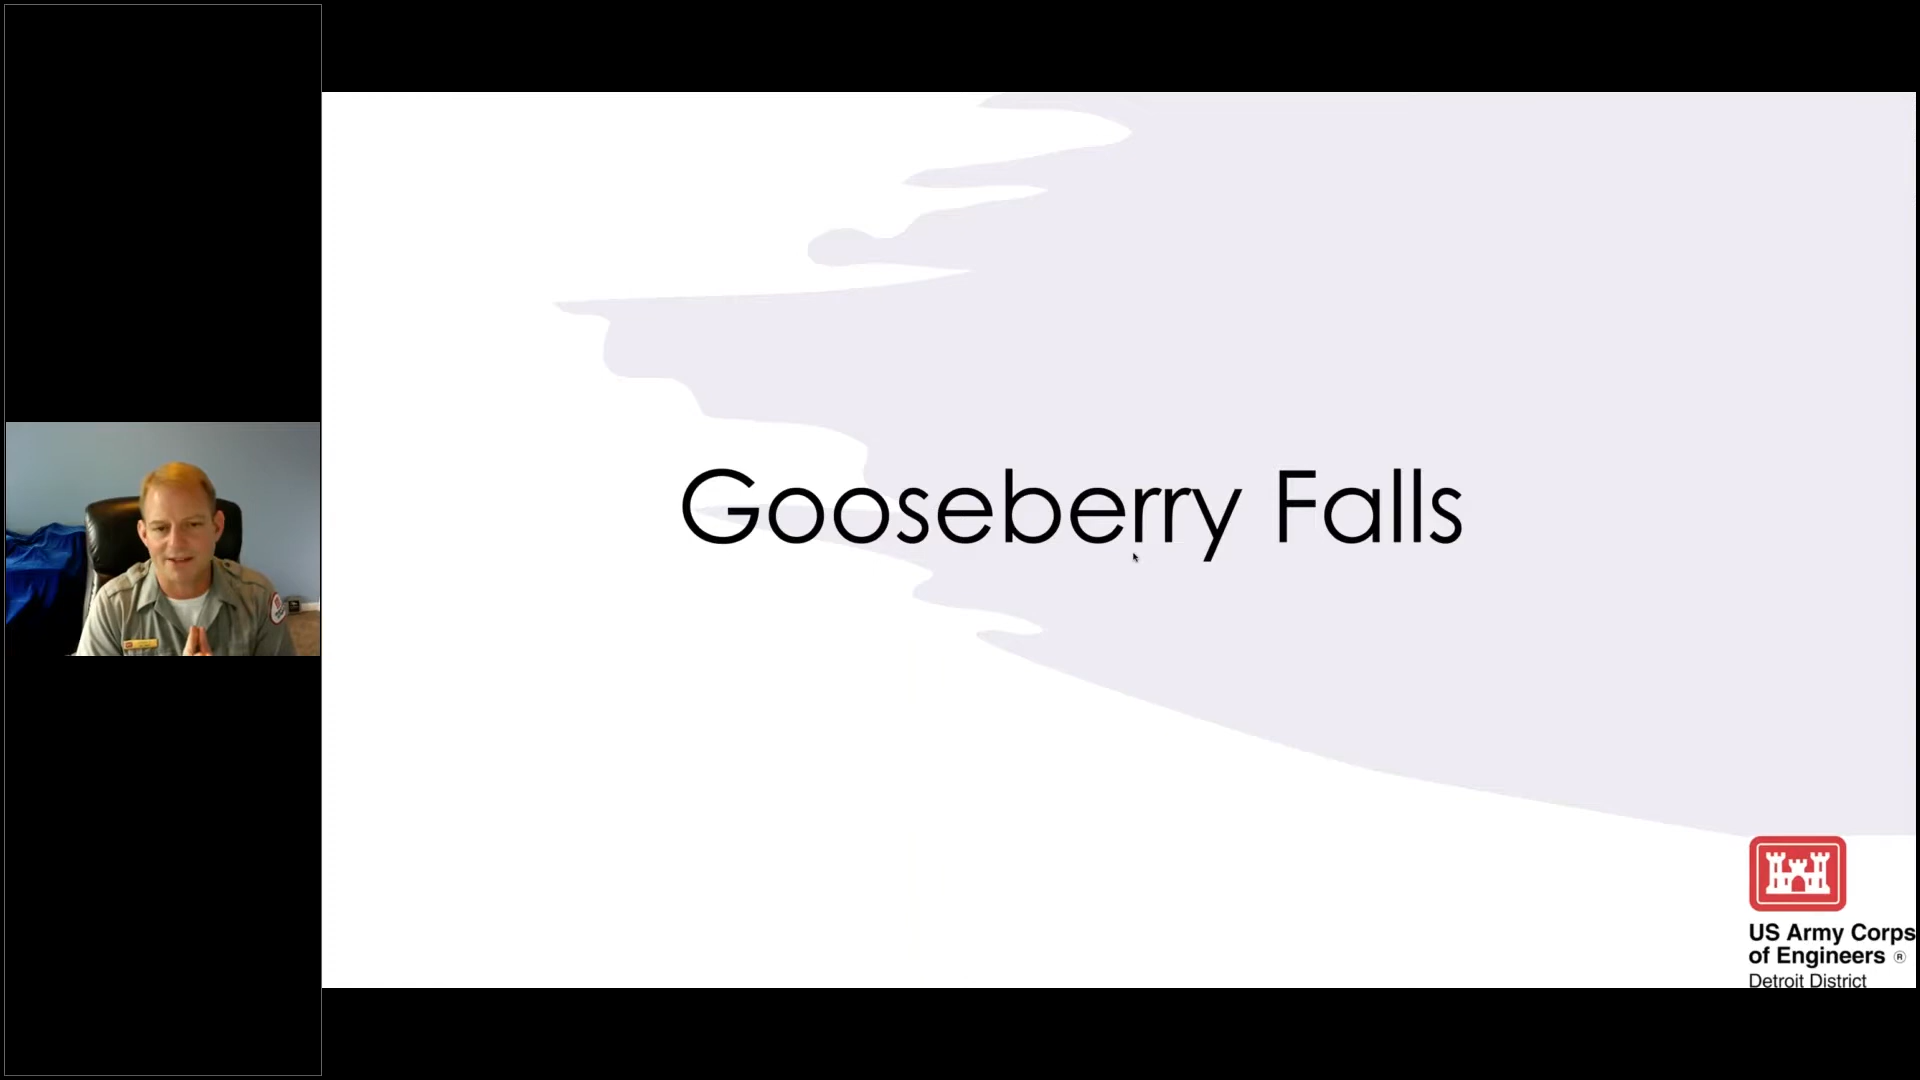 Gooseberry Falls
US Army Corps
of Engineers ®
Detroit District